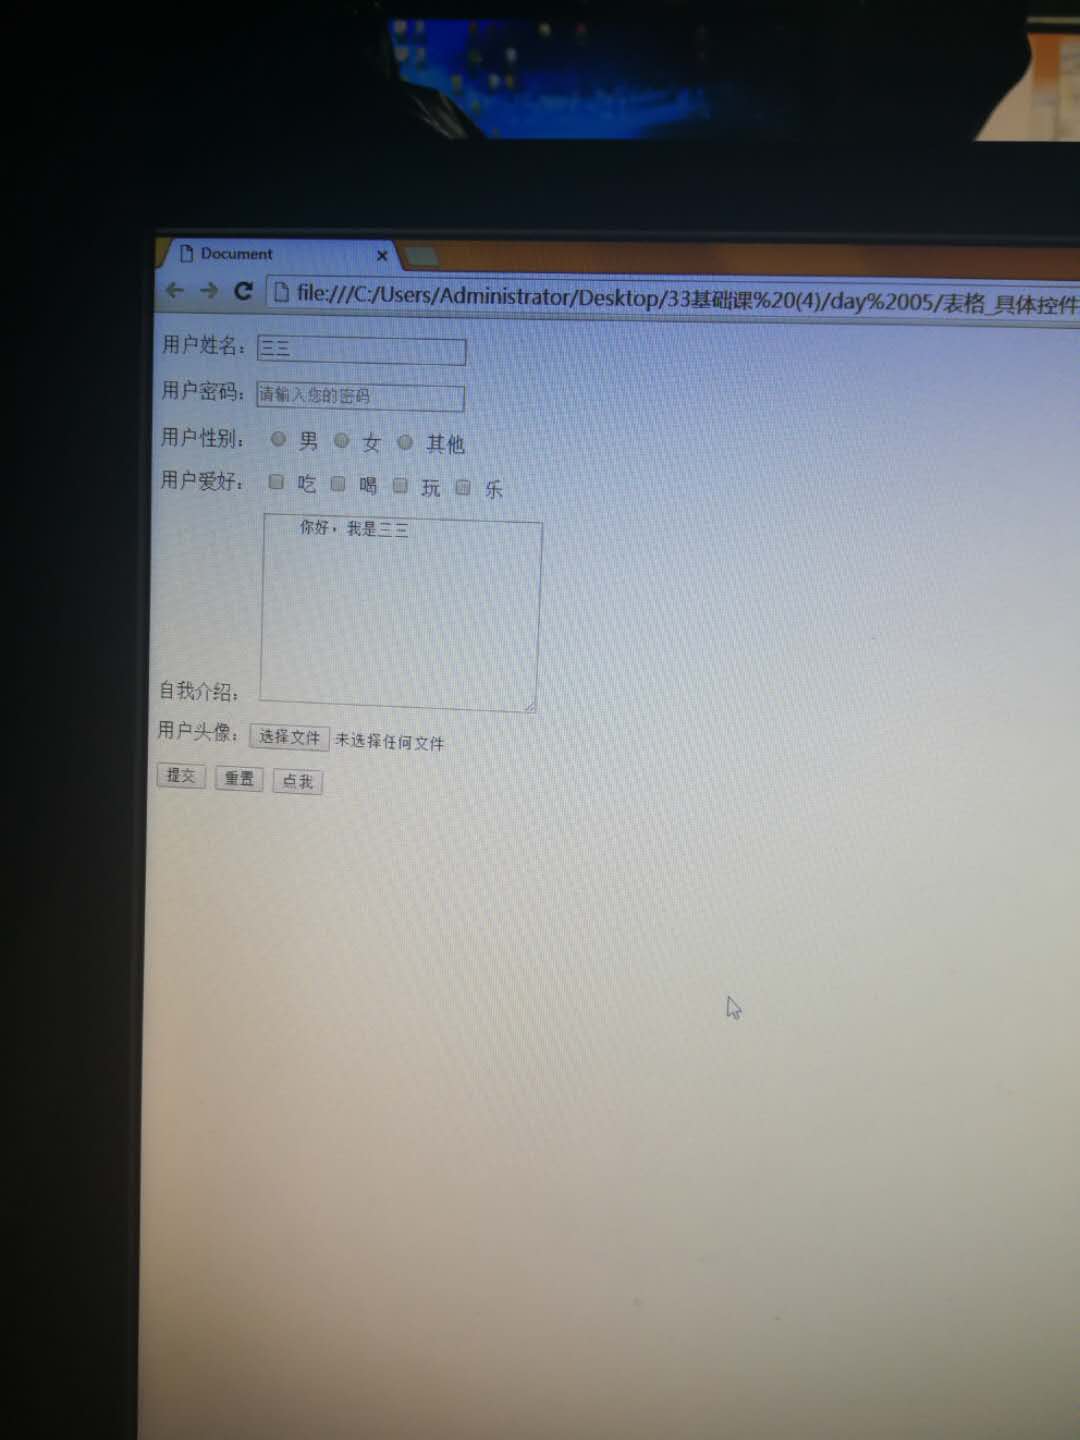 Document
file:///C:/Users/Administrator/Desktop/33基础课%20(4)/day%2005/表格_具体控件
用户姓名： 三三
用户密码： 请输入您的密码
用户性别： 男 女 其他
用户爱好： 吃 喝 玩 乐
你好，我是三三
自我介绍：
用户头像： 选择文件 未选择任何文件
提交 重置 点我